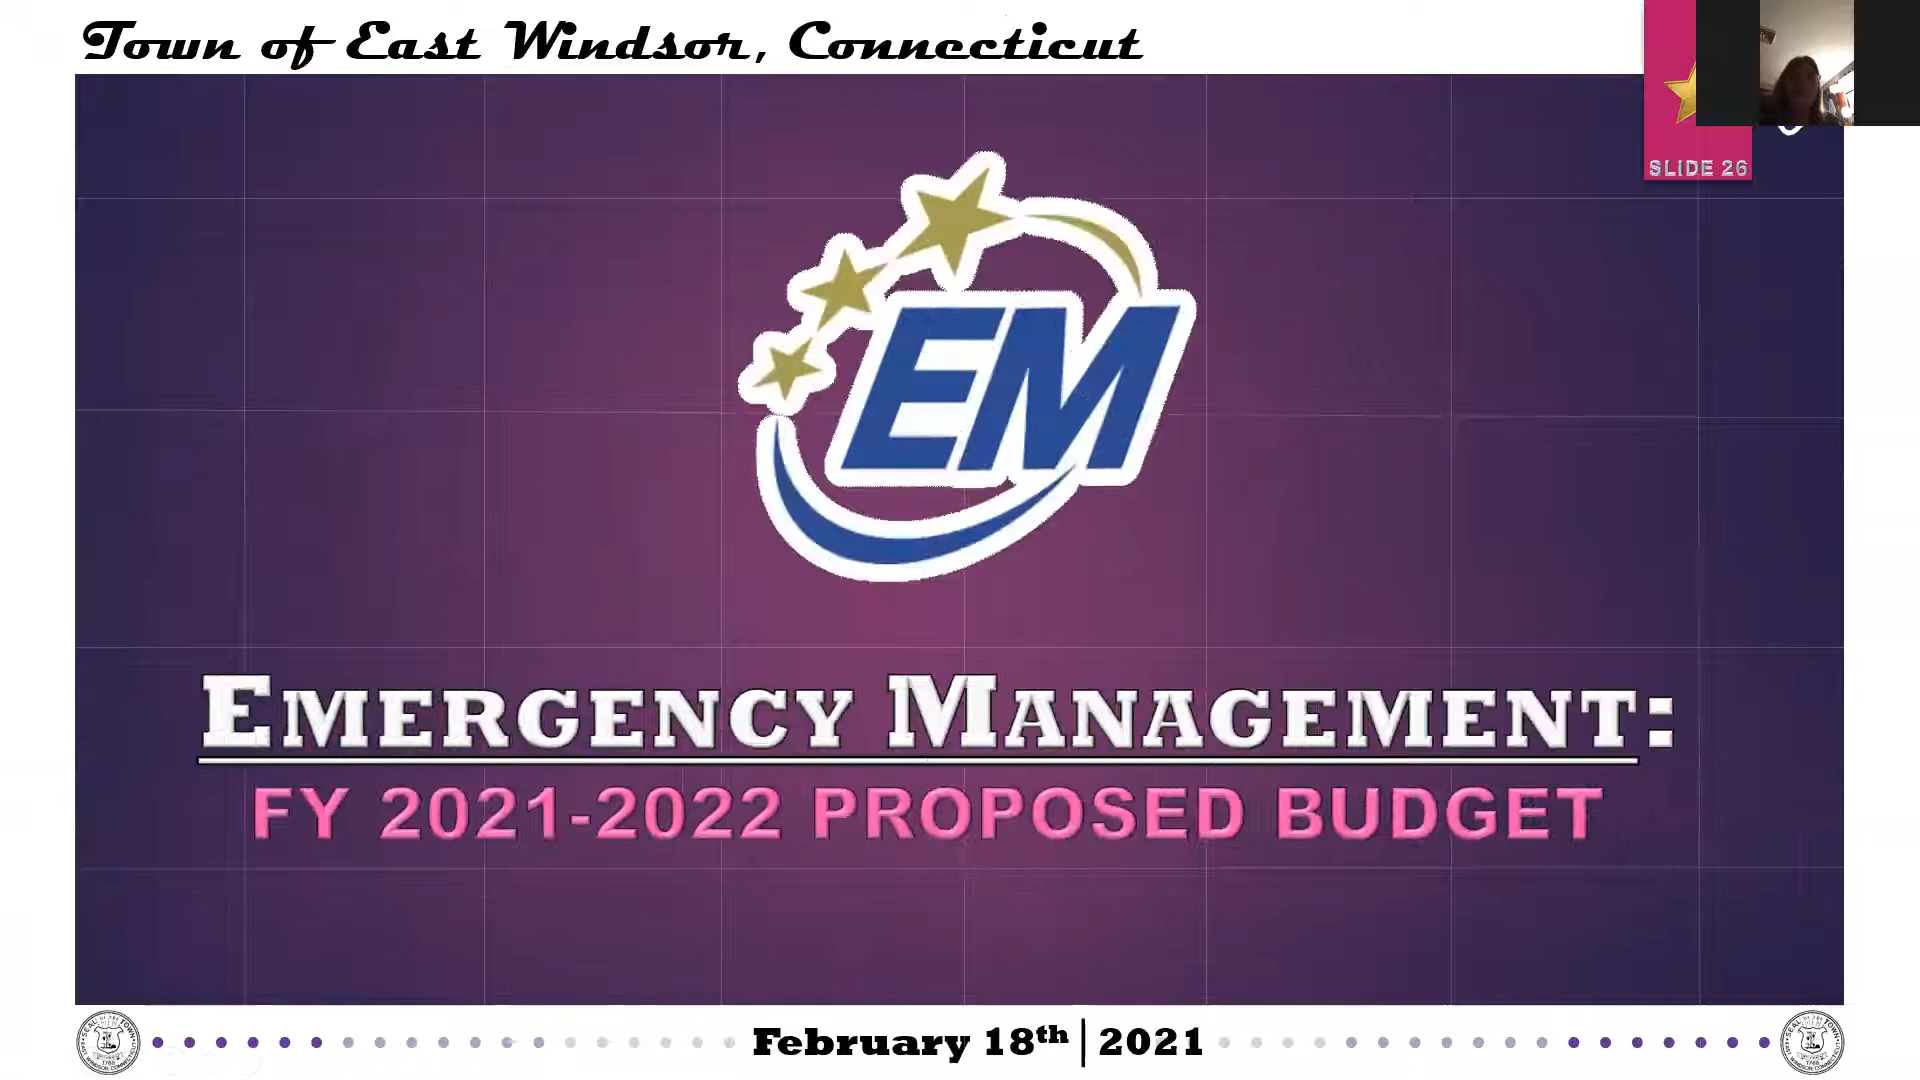 Town of East Windsor, Connecticut
SLIDE 26
EM
EMERGENCY MANAGEMENT:
FY 2021-2022 PROPOSED BUDGET
February 18th | 2021